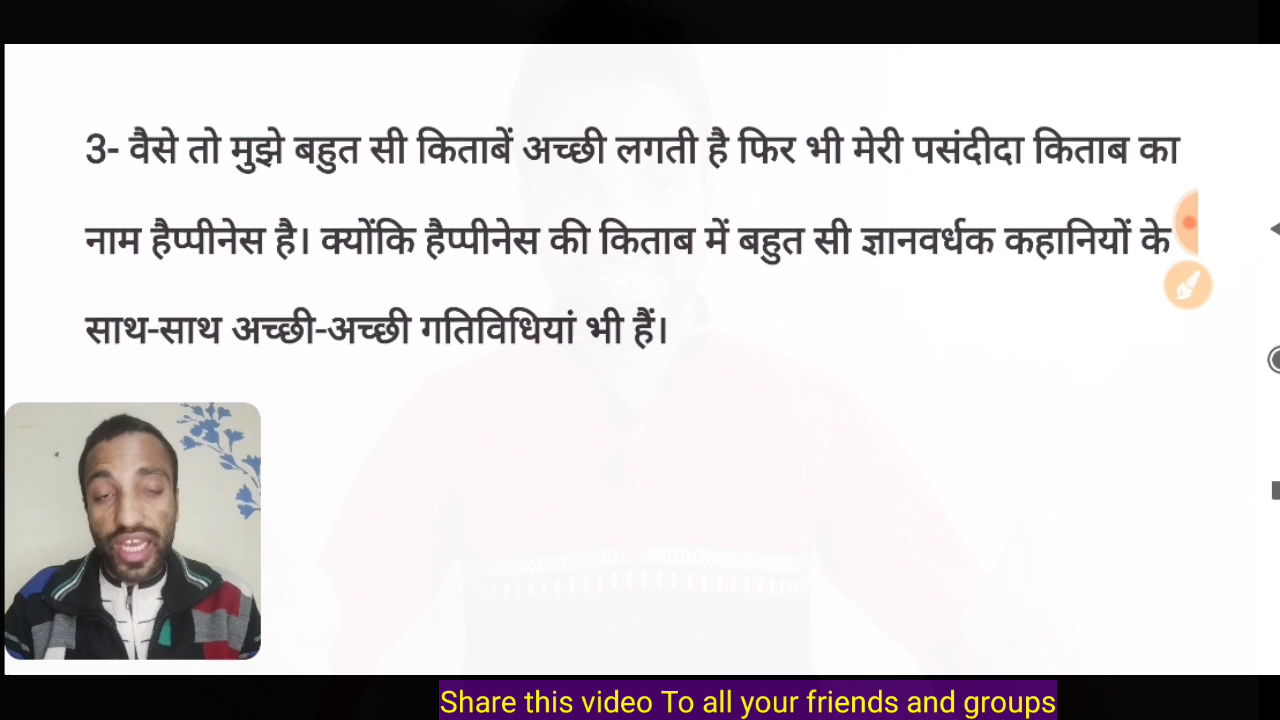 3- वैसे तो मुझे बहुत सी किताबें अच्छी लगती है फिर भी मेरी पसंदीदा किताब का
नाम हैप्पीनेस है। क्योंकि हैप्पीनेस की किताब में बहुत सी ज्ञानवर्धक कहानियों के
साथ-साथ अच्छी-अच्छी गतिविधियां भी हैं।
Share this video To all your friends and groups